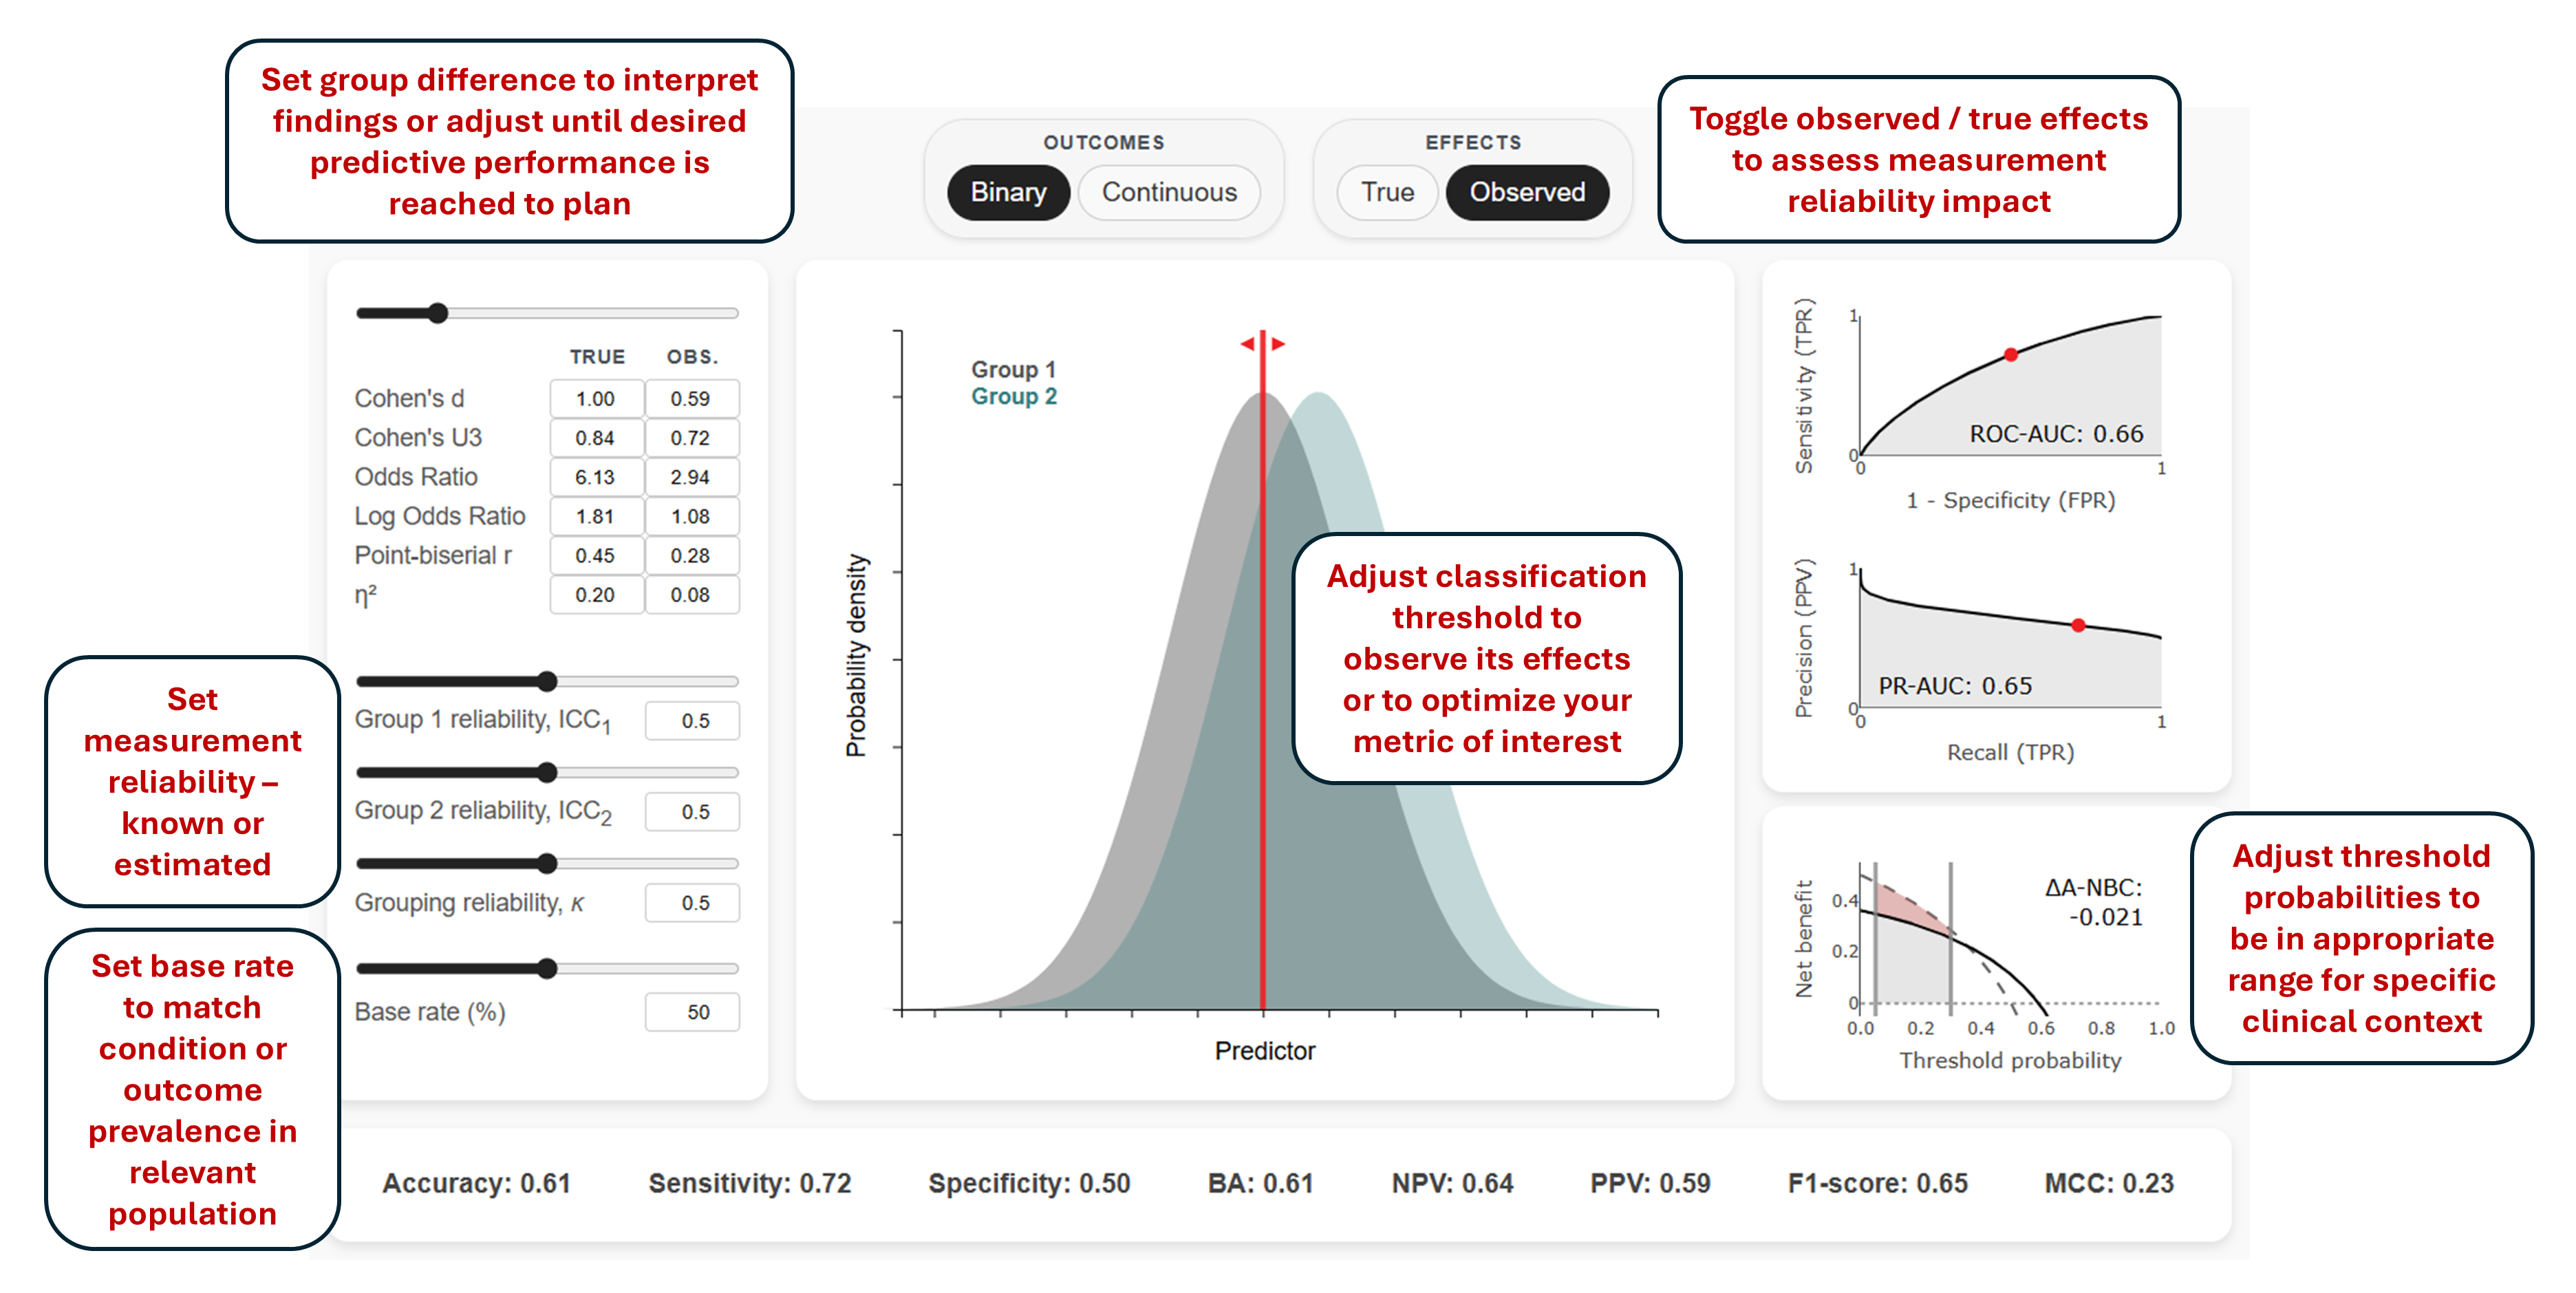 Set group difference to interpret
findings or adjust until desired
predictive performance is
reached to plan
OUTCOMES
Binary
Continuous
EFFECTS
True
Observed
Toggle observed / true effects
to assess measurement
reliability impact
TRUE OBS.
Cohen's d 1.00 0.59
Cohen's U3 0.84 0.72
Odds Ratio 6.13 2.94
Log Odds Ratio 1.81 1.08
Point-biserial r 0.45 0.28
η² 0.20 0.08
Group 1 reliability, ICC₁ 0.5
Group 2 reliability, ICC₂ 0.5
Grouping reliability, κ 0.5
Base rate (%) 50
Set
measurement
reliability –
known or
estimated
Set base rate
to match
condition or
outcome
prevalence in
relevant
population
Group 1
Group 2
Probability density
Predictor
Adjust classification
threshold to
observe its effects
or to optimize your
metric of interest
Sensitivity (TPR)
1
0
ROC-AUC: 0.66
0 1
1 - Specificity (FPR)
Precision (PPV)
1
0
PR-AUC: 0.65
0 1
Recall (TPR)
Net benefit
0.4
0.2
0
ΔA-NBC:
-0.021
0.0 0.2 0.4 0.6 0.8 1.0
Threshold probability
Adjust threshold
probabilities to
be in appropriate
range for specific
clinical context
Accuracy: 0.61 Sensitivity: 0.72 Specificity: 0.50 BA: 0.61 NPV: 0.64 PPV: 0.59 F1-score: 0.65 MCC: 0.23